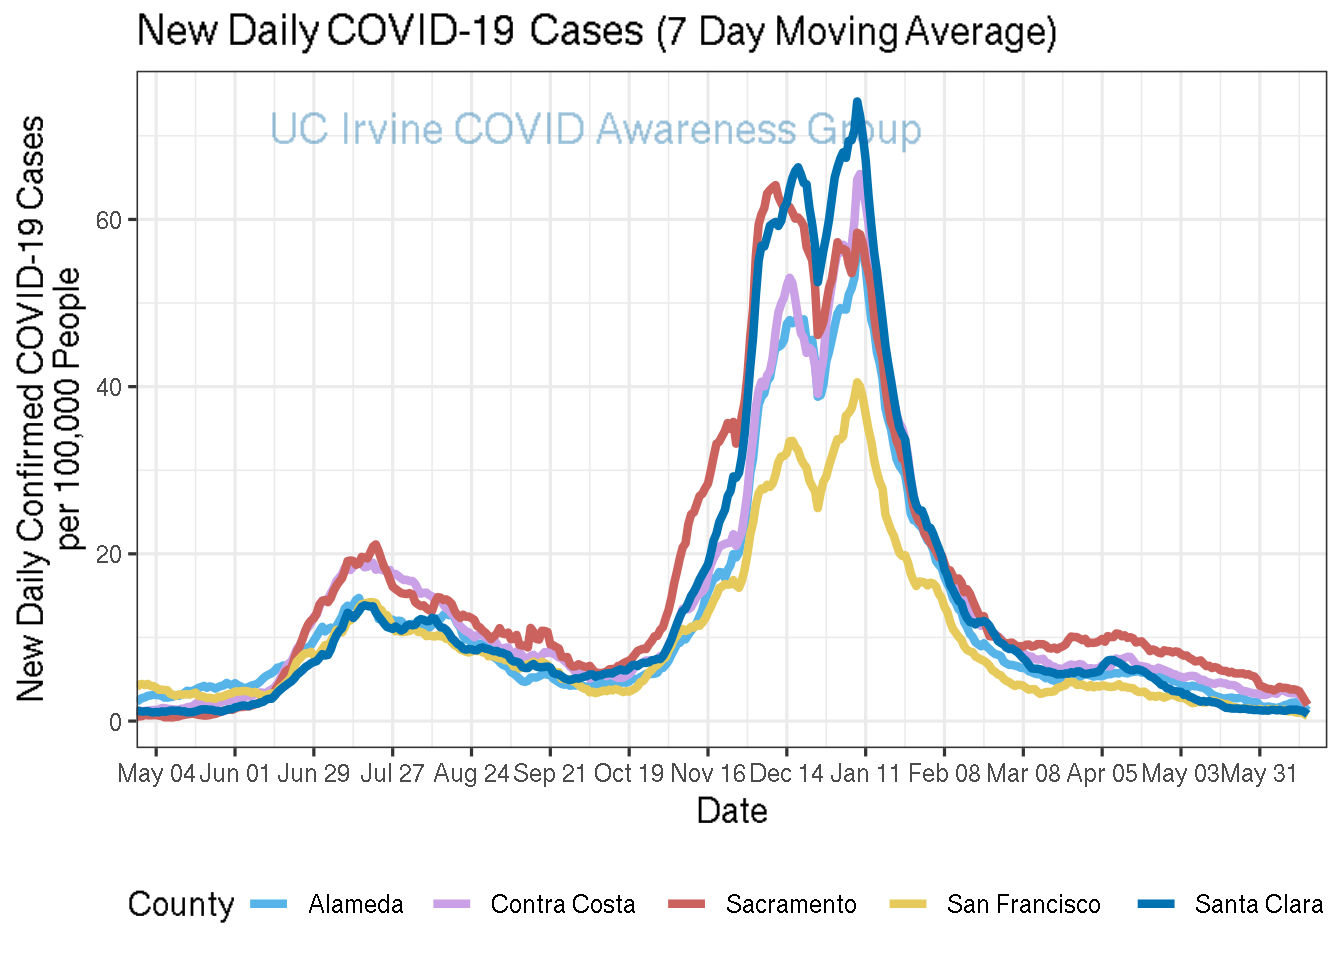 New Daily COVID-19 Cases (7 Day Moving Average)
UC Irvine COVID Awareness Group
New Daily Confirmed COVID-19 Cases
per 100,000 People
60
40
20
0
May 04 Jun 01 Jun 29 Jul 27 Aug 24 Sep 21 Oct 19 Nov 16 Dec 14 Jan 11 Feb 08 Mar 08 Apr 05 May 03 May 31
Date
County Alameda Contra Costa Sacramento San Francisco Santa Clara